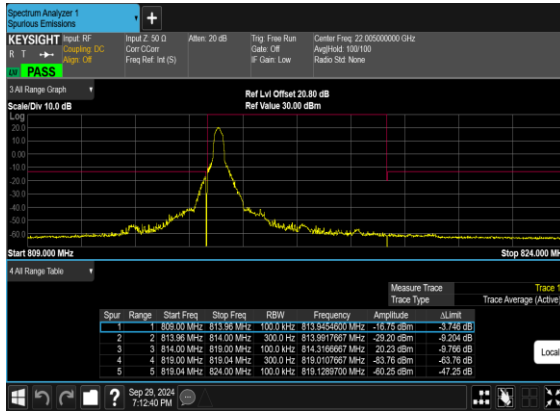 Spectrum Analyzer 1
Spurious Emissions
KEYSIGHT
R T
Input: RF
Coupling: DC
Align: Off
Input Z: 50 Ω
Corr CCorr
Freq Ref: Int (S)
Atten: 20 dB
Trig: Free Run
Gate: Off
IF Gain: Low
Center Freq: 22.005000000 GHz
Avg|Hold: 100/100
Radio Std: None
PASS
3 All Range Graph
Scale/Div 10.0 dB
Ref Lvl Offset 20.80 dB
Ref Value 30.00 dBm
Log
20.0
10.0
0.00
-10.0
-20.0
-30.0
-40.0
-50.0
-60.0
Start 809.000 MHz
Stop 824.000 MH
4 All Range Table
Measure Trace Trace 1
Trace Type Trace Average (Active)
Spur Range Start Freq Stop Freq RBW Frequency Amplitude ΔLimit
1 1 809.00 MHz 813.96 MHz 100.0 kHz 813.9454600 MHz -16.75 dBm -3.746 dB
2 2 813.96 MHz 814.00 MHz 300.0 Hz 813.9917667 MHz -29.20 dBm -9.204 dB
3 3 814.00 MHz 819.00 MHz 100.0 kHz 814.3166667 MHz 20.23 dBm -9.766 dB
4 4 819.00 MHz 819.04 MHz 300.0 Hz 819.0107667 MHz -83.76 dBm -63.76 dB
5 5 819.04 MHz 824.00 MHz 100.0 kHz 819.1289700 MHz -60.25 dBm -47.25 dB
Local
?
Sep 29, 2024
7:12:40 PM